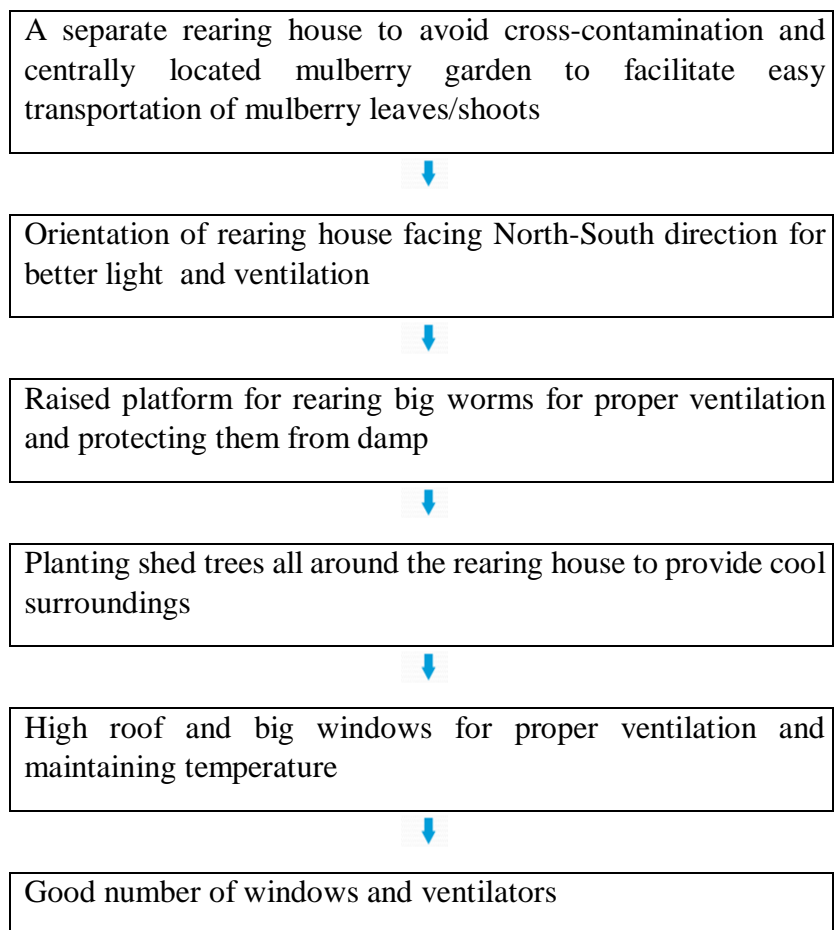 A separate rearing house to avoid cross-contamination and
centrally located mulberry garden to facilitate easy
transportation of mulberry leaves/shoots
Orientation of rearing house facing North-South direction for
better light and ventilation
Raised platform for rearing big worms for proper ventilation
and protecting them from damp
Planting shed trees all around the rearing house to provide cool
surroundings
High roof and big windows for proper ventilation and
maintaining temperature
Good number of windows and ventilators